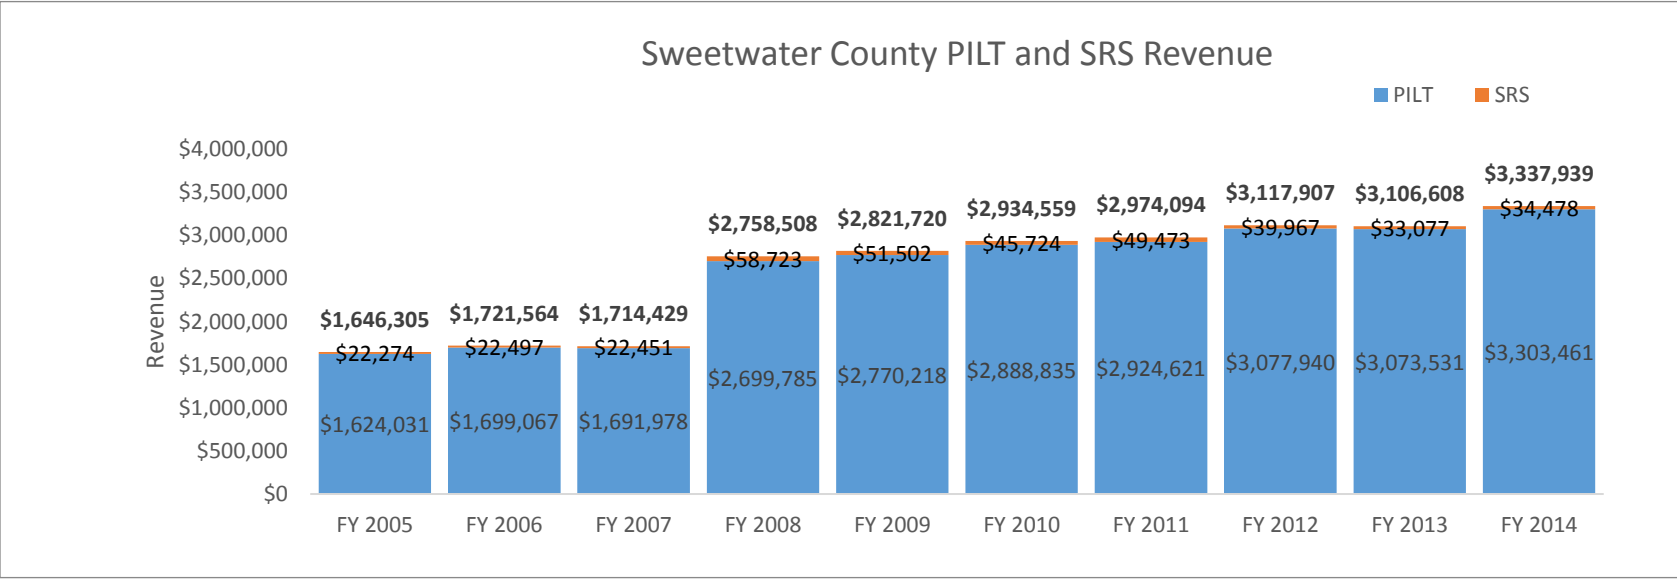 Sweetwater County PILT and SRS Revenue
PILT SRS
$4,000,000
$3,500,000
$3,000,000
$2,500,000
$2,000,000
$1,500,000
$1,000,000
$500,000
$0
Revenue
$1,646,305 $1,721,564 $1,714,429 $2,758,508 $2,821,720 $2,934,559 $2,974,094 $3,117,907 $3,106,608 $3,337,939
$22,274 $22,497 $22,451 $58,723 $51,502 $45,724 $49,473 $39,967 $33,077 $34,478
$1,624,031 $1,699,067 $1,691,978 $2,699,785 $2,770,218 $2,888,835 $2,924,621 $3,077,940 $3,073,531 $3,303,461
FY 2005 FY 2006 FY 2007 FY 2008 FY 2009 FY 2010 FY 2011 FY 2012 FY 2013 FY 2014